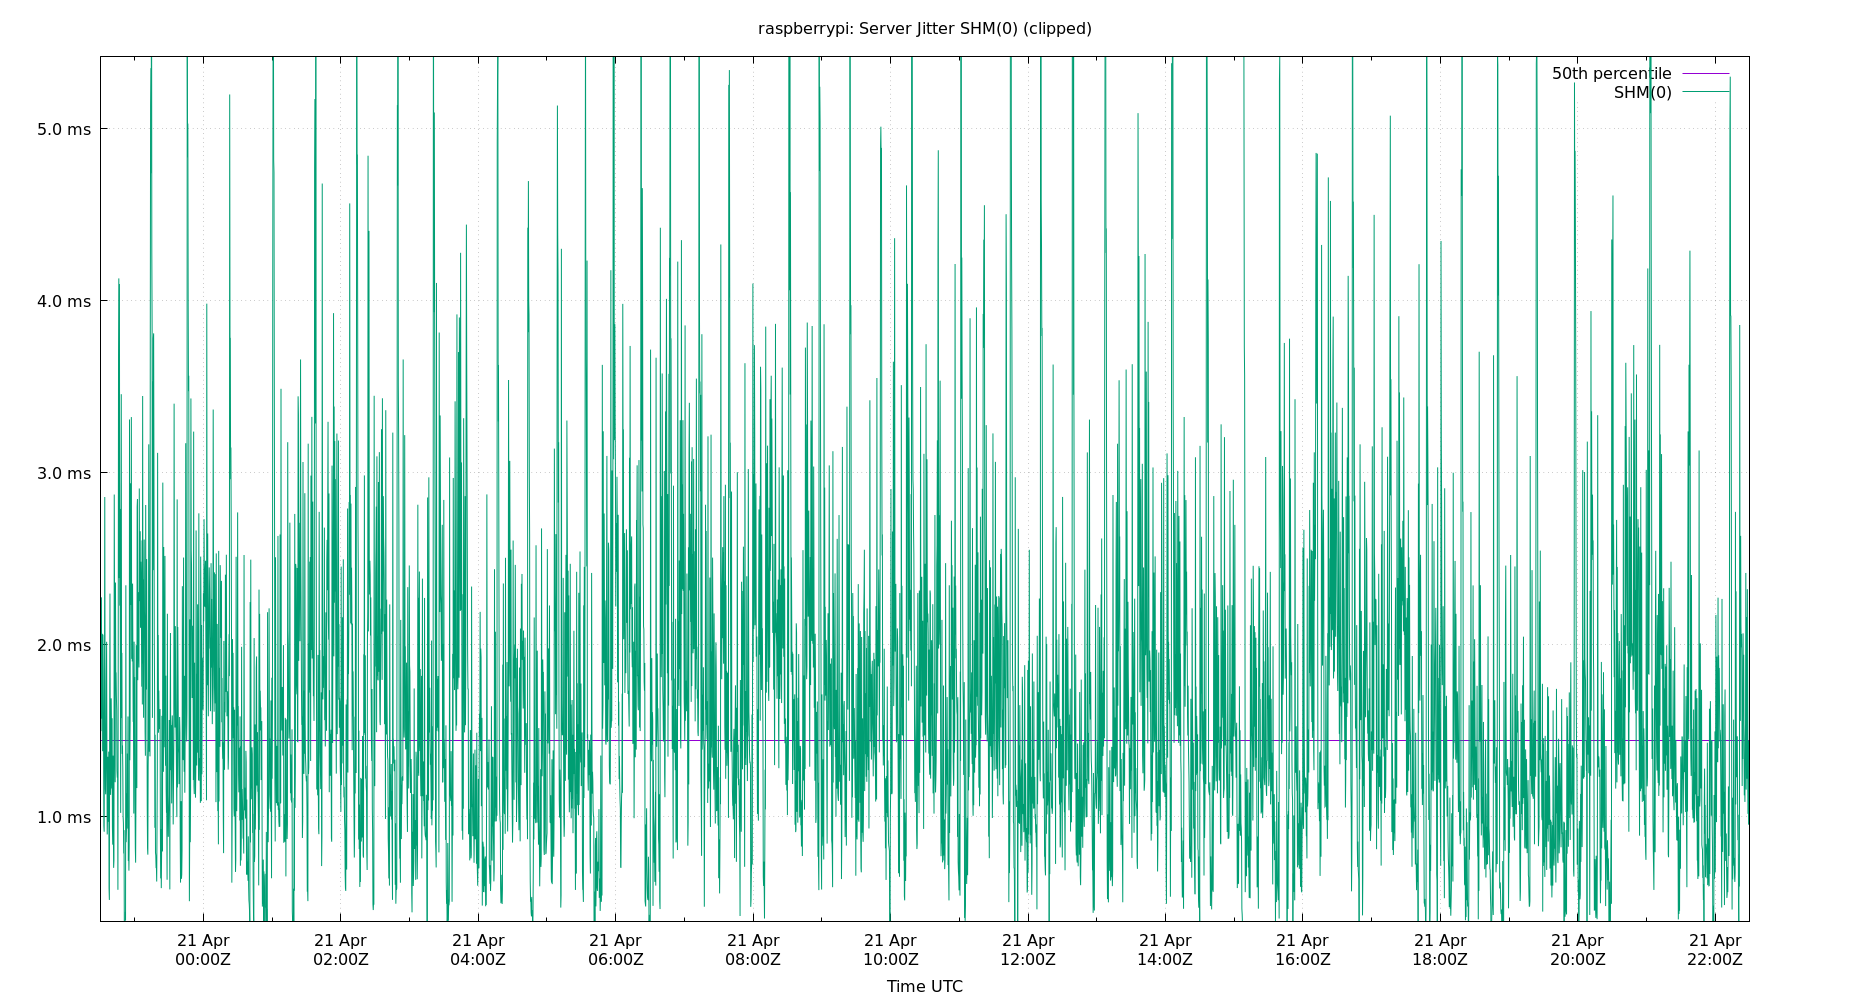 raspberrypi: Server Jitter SHM(0) (clipped)
50th percentile
SHM(0)
5.0 ms
4.0 ms
3.0 ms
2.0 ms
1.0 ms
21 Apr 21 Apr 21 Apr 21 Apr 21 Apr 21 Apr 21 Apr 21 Apr 21 Apr 21 Apr 21 Apr 21 Apr
00:00Z 02:00Z 04:00Z 06:00Z 08:00Z 10:00Z 12:00Z 14:00Z 16:00Z 18:00Z 20:00Z 22:00Z
Time UTC